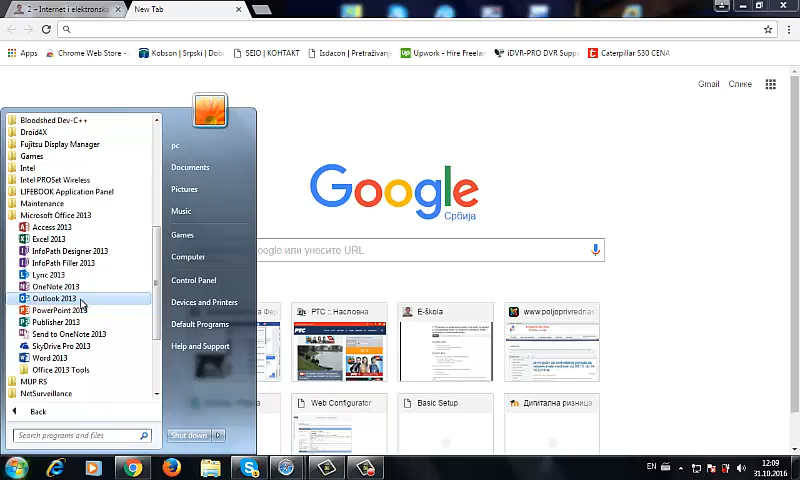 2 – Internet i elektronska
New Tab
Apps
Chrome Web Store -
Kobson | Srpski | Do
SEIO | КОНТАКТ
Isdacon | Pretraživanj
Upwork - Hire Freelan
iDVR-PRO DVR Supp
Caterpillar S30 CENA
Gmail
Слике
Google
Србија
oogle или унесите URL
РТС :: Насловна
E-škola
www.poljoprivredna
Web Configurator
Basic Setup
Дигитална ризница
Bloodshed Dev-C++
Droid4X
Fujitsu Display Manager
Games
Intel
Intel PROSet Wireless
LIFEBOOK Application Panel
Maintenance
Microsoft Office 2013
Access 2013
Excel 2013
InfoPath Designer 2013
InfoPath Filler 2013
Lync 2013
OneNote 2013
Outlook 2013
PowerPoint 2013
Publisher 2013
Send to OneNote 2013
SkyDrive Pro 2013
Word 2013
Office 2013 Tools
MUP RS
NetSurveillance
Back
Search programs and files
pc
Documents
Pictures
Music
Games
Computer
Control Panel
Devices and Printers
Default Programs
Help and Support
Shut down
EN
12:09
31.10.2016